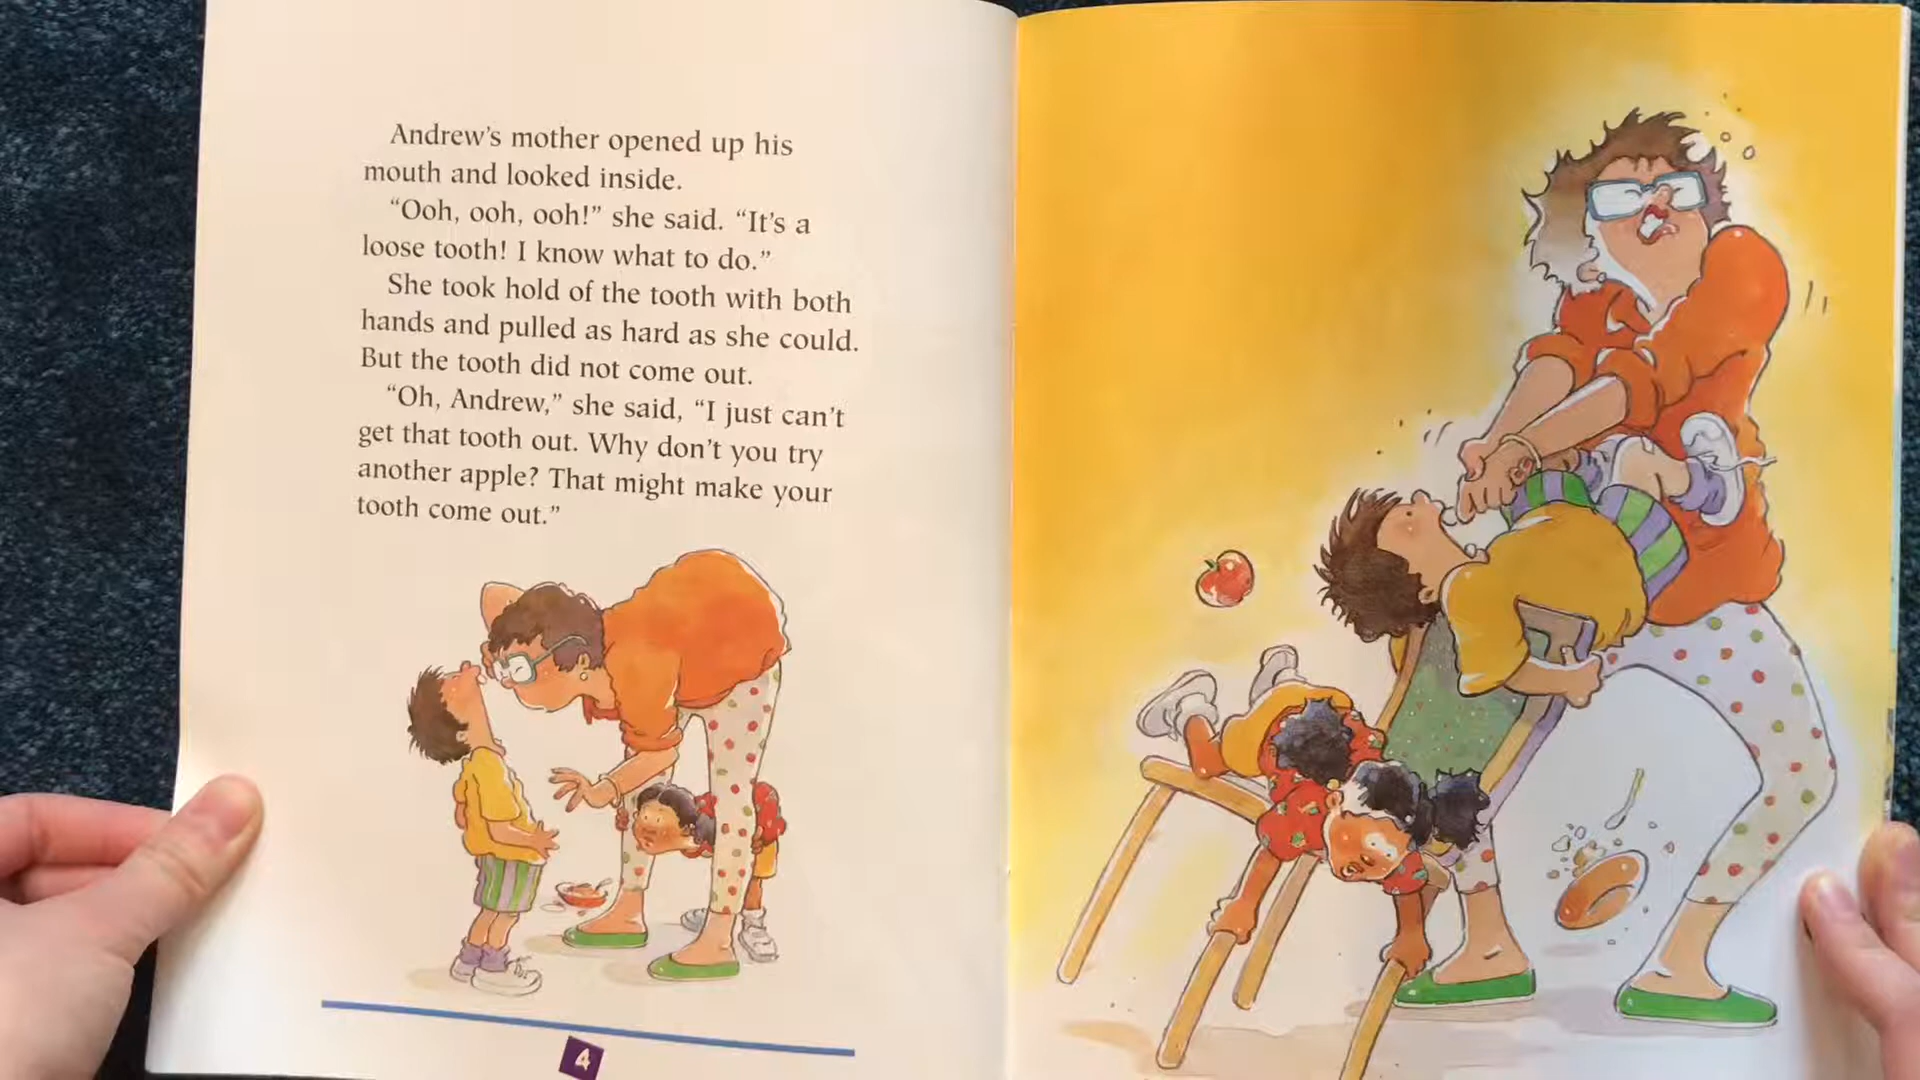 Andrew's mother opened up his
mouth and looked inside.
“Ooh, ooh, ooh!” she said. “It's a
loose tooth! I know what to do.”
She took hold of the tooth with both
hands and pulled as hard as she could.
But the tooth did not come out.
“Oh, Andrew,” she said, “I just can't
get that tooth out. Why don't you try
another apple? That might make your
tooth come out.”
4